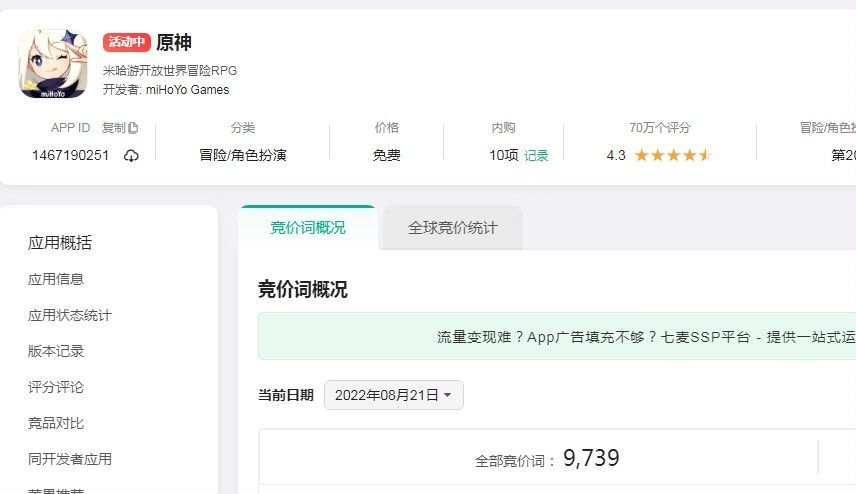 活动中 原神
miHoYo
米哈游开放世界冒险RPG
开发者: miHoYo Games
APP ID 复制 分类 价格 内购 70万个评分 冒险/角色扮
1467190251 冒险/角色扮演 免费 10项 记录 4.3 第20
竞价词概况 全球竞价统计
应用概括
应用信息
应用状态统计
版本记录
评分评论
竞品对比
同开发者应用
苹果推荐
竞价词概况
流量变现难？App广告填充不够？七麦SSP平台 - 提供一站式运
当前日期 2022年08月21日
全部竞价词： 9,739